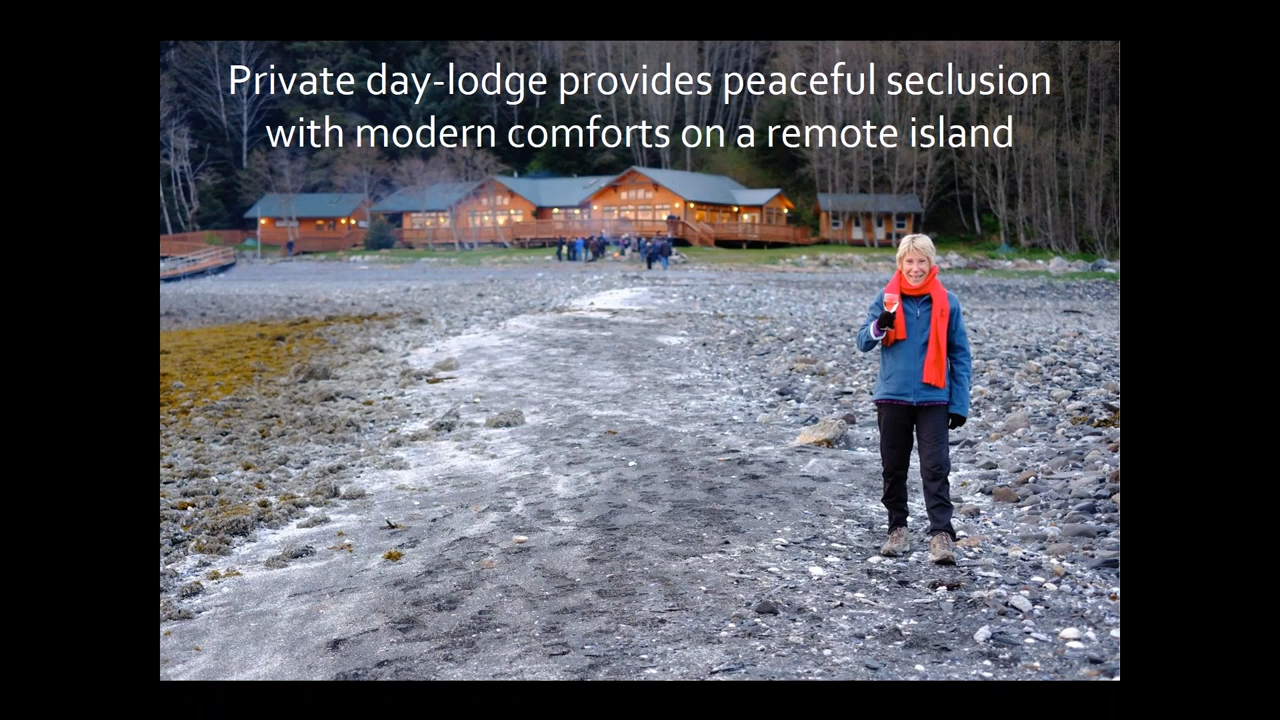 Private day-lodge provides peaceful seclusion
with modern comforts on a remote island